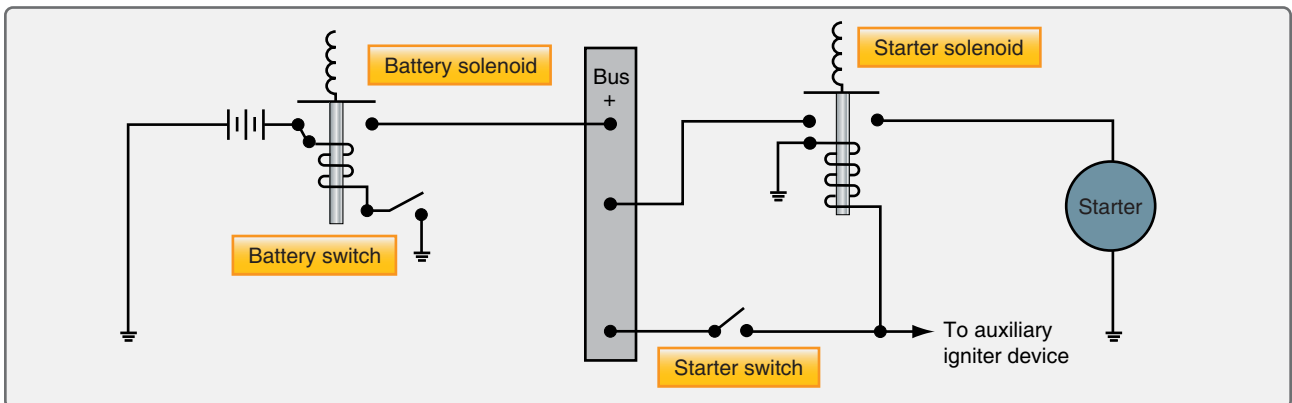 Battery solenoid
Bus
+
Starter solenoid
Starter
Battery switch
Starter switch
To auxiliary
igniter device